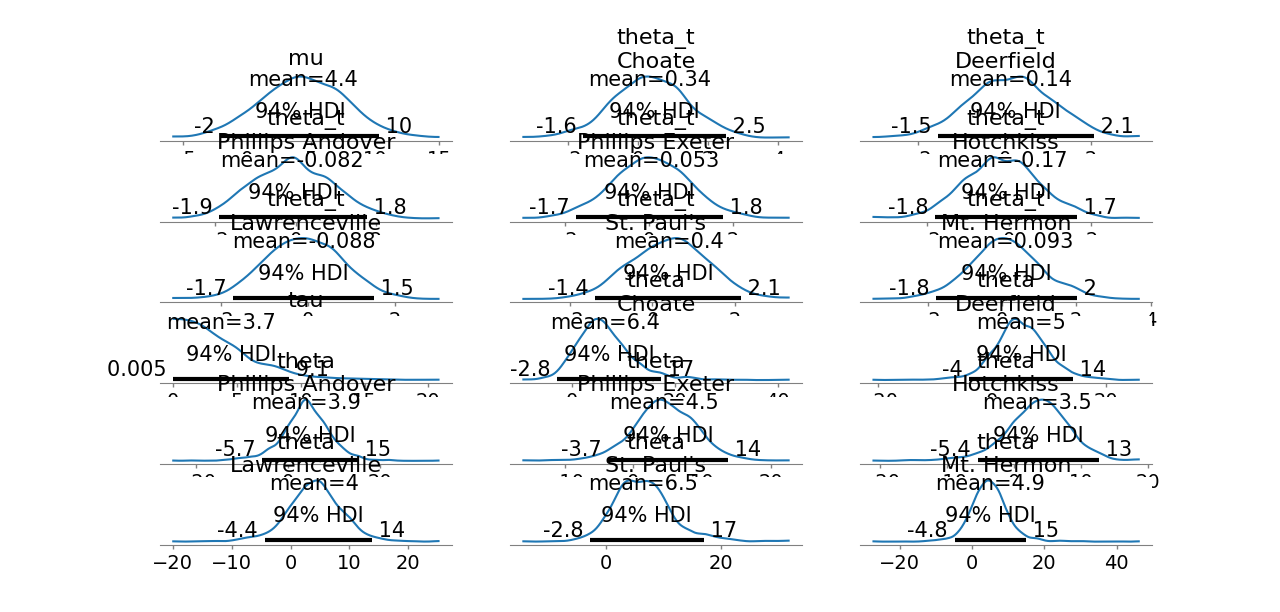 mu
mean=4.4
94% HDI
-2
10
theta_t
Choate
mean=0.34
94% HDI
-1.6
2.5
theta_t
Deerfield
mean=0.14
94% HDI
-1.5
2.1
theta_t
Phillips Andover
mean=-0.082
94% HDI
-1.9
1.8
theta_t
Phillips Exeter
mean=0.053
94% HDI
-1.7
1.8
theta_t
Hotchkiss
mean=-0.17
94% HDI
-1.8
1.7
theta_t
Lawrenceville
mean=-0.088
94% HDI
-1.7
1.5
theta_t
St. Paul's
mean=0.4
94% HDI
-1.4
2.1
theta_t
Mt. Hermon
mean=0.093
94% HDI
-1.8
2
tau
mean=3.7
94% HDI
0.005
9.1
theta
Choate
mean=6.4
94% HDI
-2.8
17
theta
Deerfield
mean=5
94% HDI
-4
14
theta
Phillips Andover
mean=3.9
94% HDI
-5.7
15
theta
Phillips Exeter
mean=4.5
94% HDI
-3.7
14
theta
Hotchkiss
mean=3.5
94% HDI
-5.4
13
theta
Lawrenceville
mean=4
94% HDI
-4.4
14
−20 −10 0 10 20
theta
St. Paul's
mean=6.5
94% HDI
-2.8
17
0 20
theta
Mt. Hermon
mean=4.9
94% HDI
-4.8
15
−20 0 20 40